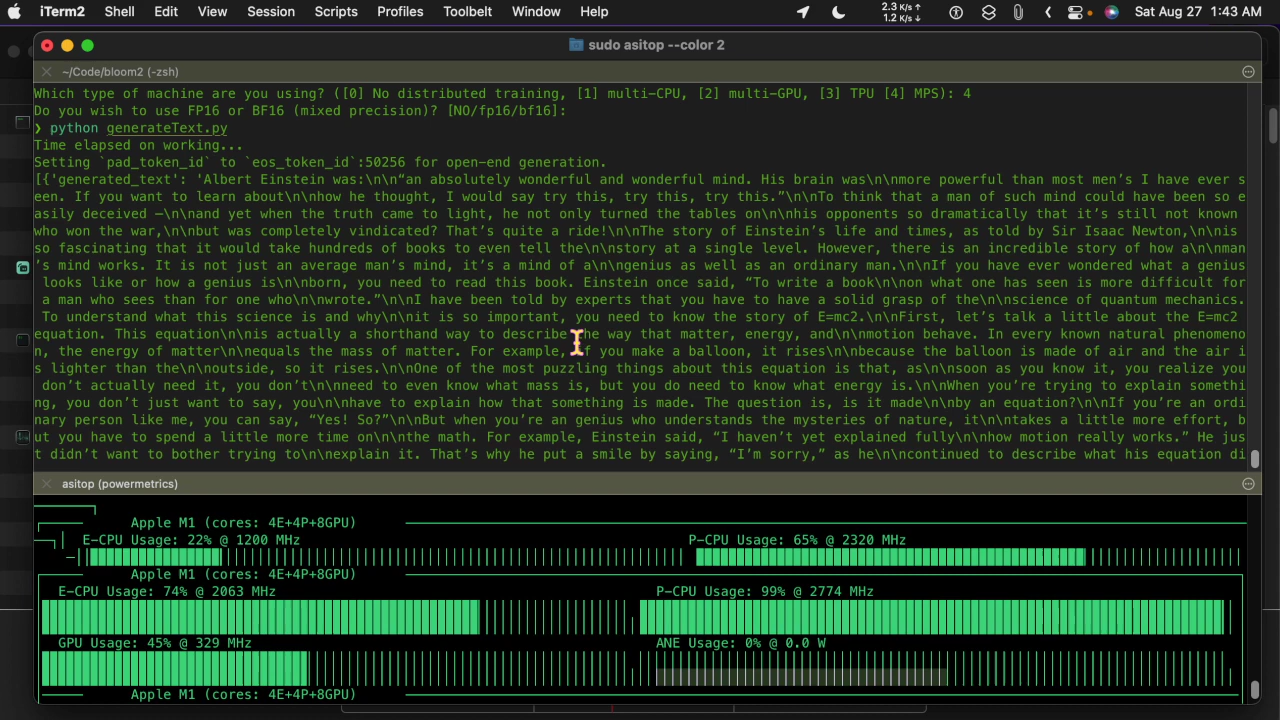 iTerm2 Shell Edit View Session Scripts Profiles Toolbelt Window Help 2.3 K/s↑ 1.2 K/s↓ Sat Aug 27 1:43 AM
sudo asitop --color 2
~/Code/bloom2 (-zsh)
Which type of machine are you using? ([0] No distributed training, [1] multi-CPU, [2] multi-GPU, [3] TPU [4] MPS): 4
Do you wish to use FP16 or BF16 (mixed precision)? [NO/fp16/bf16]:
❯ python generateText.py
Time elapsed on working...
Setting `pad_token_id` to `eos_token_id`:50256 for open-end generation.
[{'generated_text': 'Albert Einstein was:\n\n“an absolutely wonderful and wonderful mind. His brain was\n\nmore powerful than most men’s I have ever s
een. If you want to learn about\n\nhow he thought, I would say try this, try this, try this.”\n\nTo think that a man of such mind could have been so e
asily deceived —\n\nand yet when the truth came to light, he not only turned the tables on\n\nhis opponents so dramatically that it’s still not known
who won the war,\n\nbut was completely vindicated? That’s quite a ride!\n\nThe story of Einstein’s life and times, as told by Sir Isaac Newton,\n\nis
so fascinating that it would take hundreds of books to even tell the\n\nstory at a single level. However, there is an incredible story of how a\n\nman
’s mind works. It is not just an average man’s mind, it’s a mind of a\n\ngenius as well as an ordinary man.\n\nIf you have ever wondered what a genius
looks like or how a genius is\n\nborn, you need to read this book. Einstein once said, “To write a book\n\non what one has seen is more difficult for
a man who sees than for one who\n\nwrote.”\n\nI have been told by experts that you have to have a solid grasp of the\n\nscience of quantum mechanics.
To understand what this science is and why\n\nit is so important, you need to know the story of E=mc2.\n\nFirst, let’s talk a little about the E=mc2
equation. This equation\n\nis actually a shorthand way to describe the way that matter, energy, and\n\nmotion behave. In every known natural phenomeno
n, the energy of matter\n\nequals the mass of matter. For example, if you make a balloon, it rises\n\nbecause the balloon is made of air and the air i
s lighter than the\n\noutside, so it rises.\n\nOne of the most puzzling things about this equation is that, as\n\nsoon as you know it, you realize you
don’t actually need it, you don’t\n\nneed to even know what mass is, but you do need to know what energy is.\n\nWhen you’re trying to explain somethi
ng, you don’t just want to say, you\n\nhave to explain how that something is made. The question is, is it made\n\nby an equation?\n\nIf you’re an ordi
nary person like me, you can say, “Yes! So?”\n\nBut when you’re an genius who understands the mysteries of nature, it\n\ntakes a little more effort, b
ut you have to spend a little more time on\n\nthe math. For example, Einstein said, “I haven’t yet explained fully\n\nhow motion really works.” He jus
t didn’t want to bother trying to\n\nexplain it. That’s why he put a smile by saying, “I’m sorry,” as he\n\ncontinued to describe what his equation di
asitop (powermetrics)
Apple M1 (cores: 4E+4P+8GPU)
E-CPU Usage: 22% @ 1200 MHz P-CPU Usage: 65% @ 2320 MHz
Apple M1 (cores: 4E+4P+8GPU)
E-CPU Usage: 74% @ 2063 MHz P-CPU Usage: 99% @ 2774 MHz
GPU Usage: 45% @ 329 MHz ANE Usage: 0% @ 0.0 W
Apple M1 (cores: 4E+4P+8GPU)